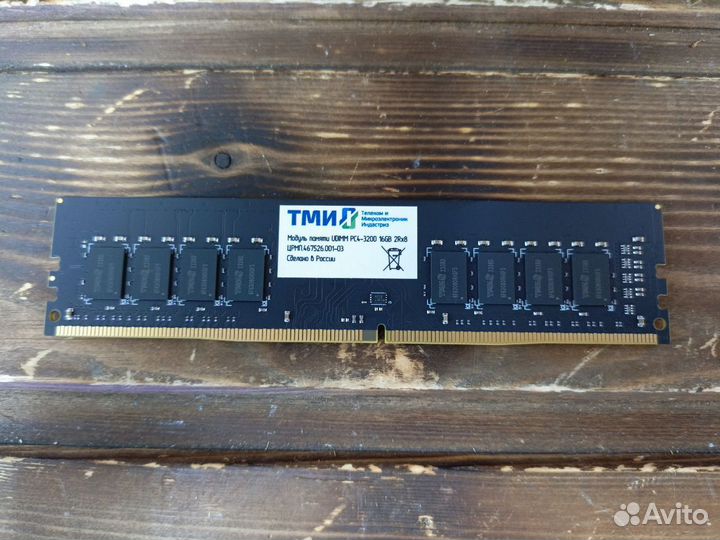 ТМИ
Телеком и
Микроэлектроник
Индастриз
Модуль памяти UDIMM PC4-3200 16GB 2Rx8
ЦРМП.467526.001-03
Сделано в России
Avito